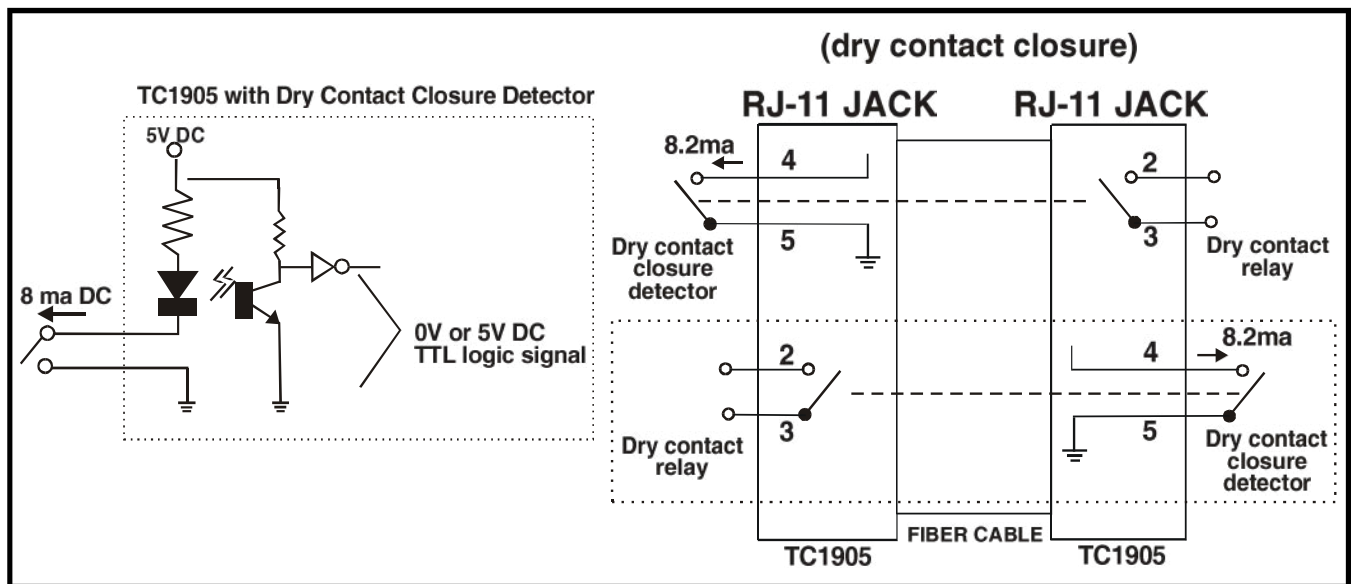 TC1905 with Dry Contact Closure Detector
5V DC
8 ma DC
0V or 5V DC
TTL logic signal
(dry contact closure)
RJ-11 JACK
RJ-11 JACK
8.2ma
4
5
Dry contact
closure
detector
2
3
Dry contact
relay
2
3
Dry contact
relay
4
8.2ma
5
Dry contact
closure
detector
FIBER CABLE
TC1905
TC1905